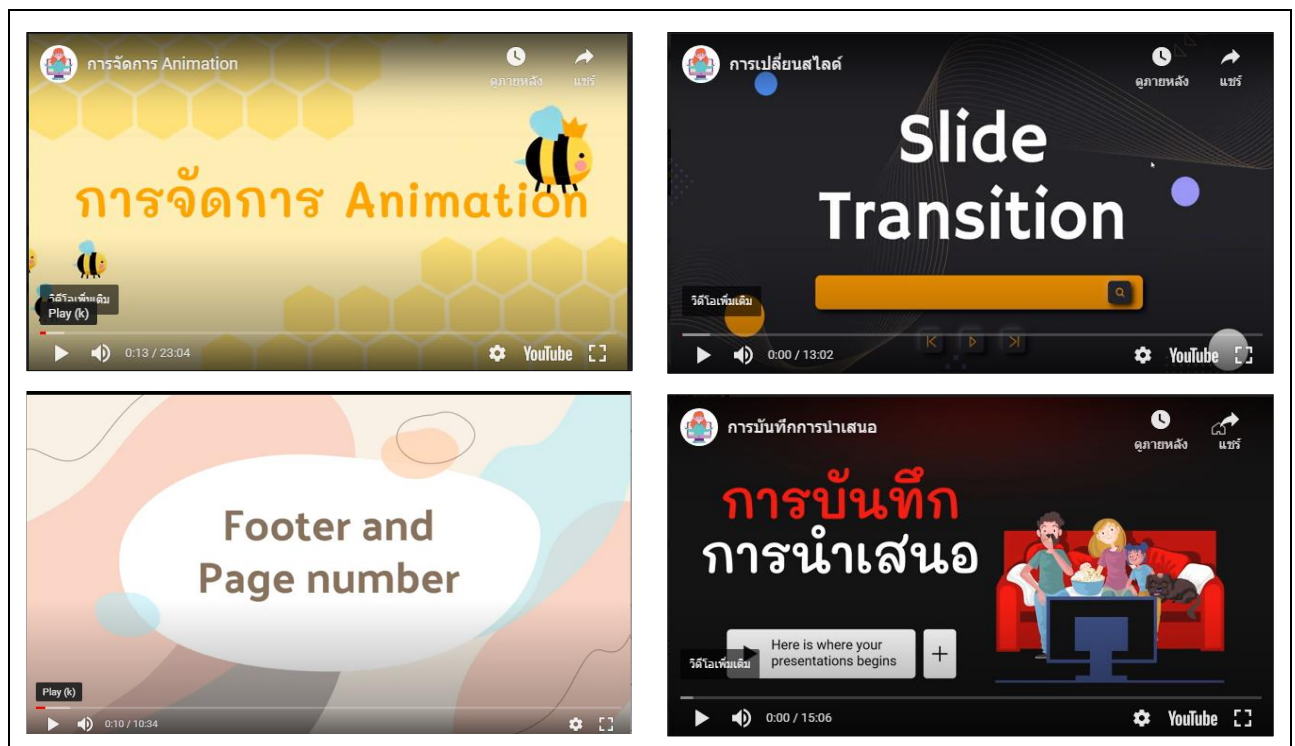 การจัดการ Animation
ดูภายหลัง
แชร์
การจัดการ Animation
วิดีโอเพิ่มเติม
Play (k)
0:13 / 23:04
YouTube
การเปลี่ยนสไลด์
ดูภายหลัง
แชร์
Slide
Transition
วิดีโอเพิ่มเติม
0:00 / 13:02
YouTube
Footer and
Page number
Play (k)
0:10 / 10:34
การบันทึกการนำเสนอ
ดูภายหลัง
แชร์
การบันทึก
การนำเสนอ
Here is where your
presentations begins
วิดีโอเพิ่มเติม
0:00 / 15:06
YouTube